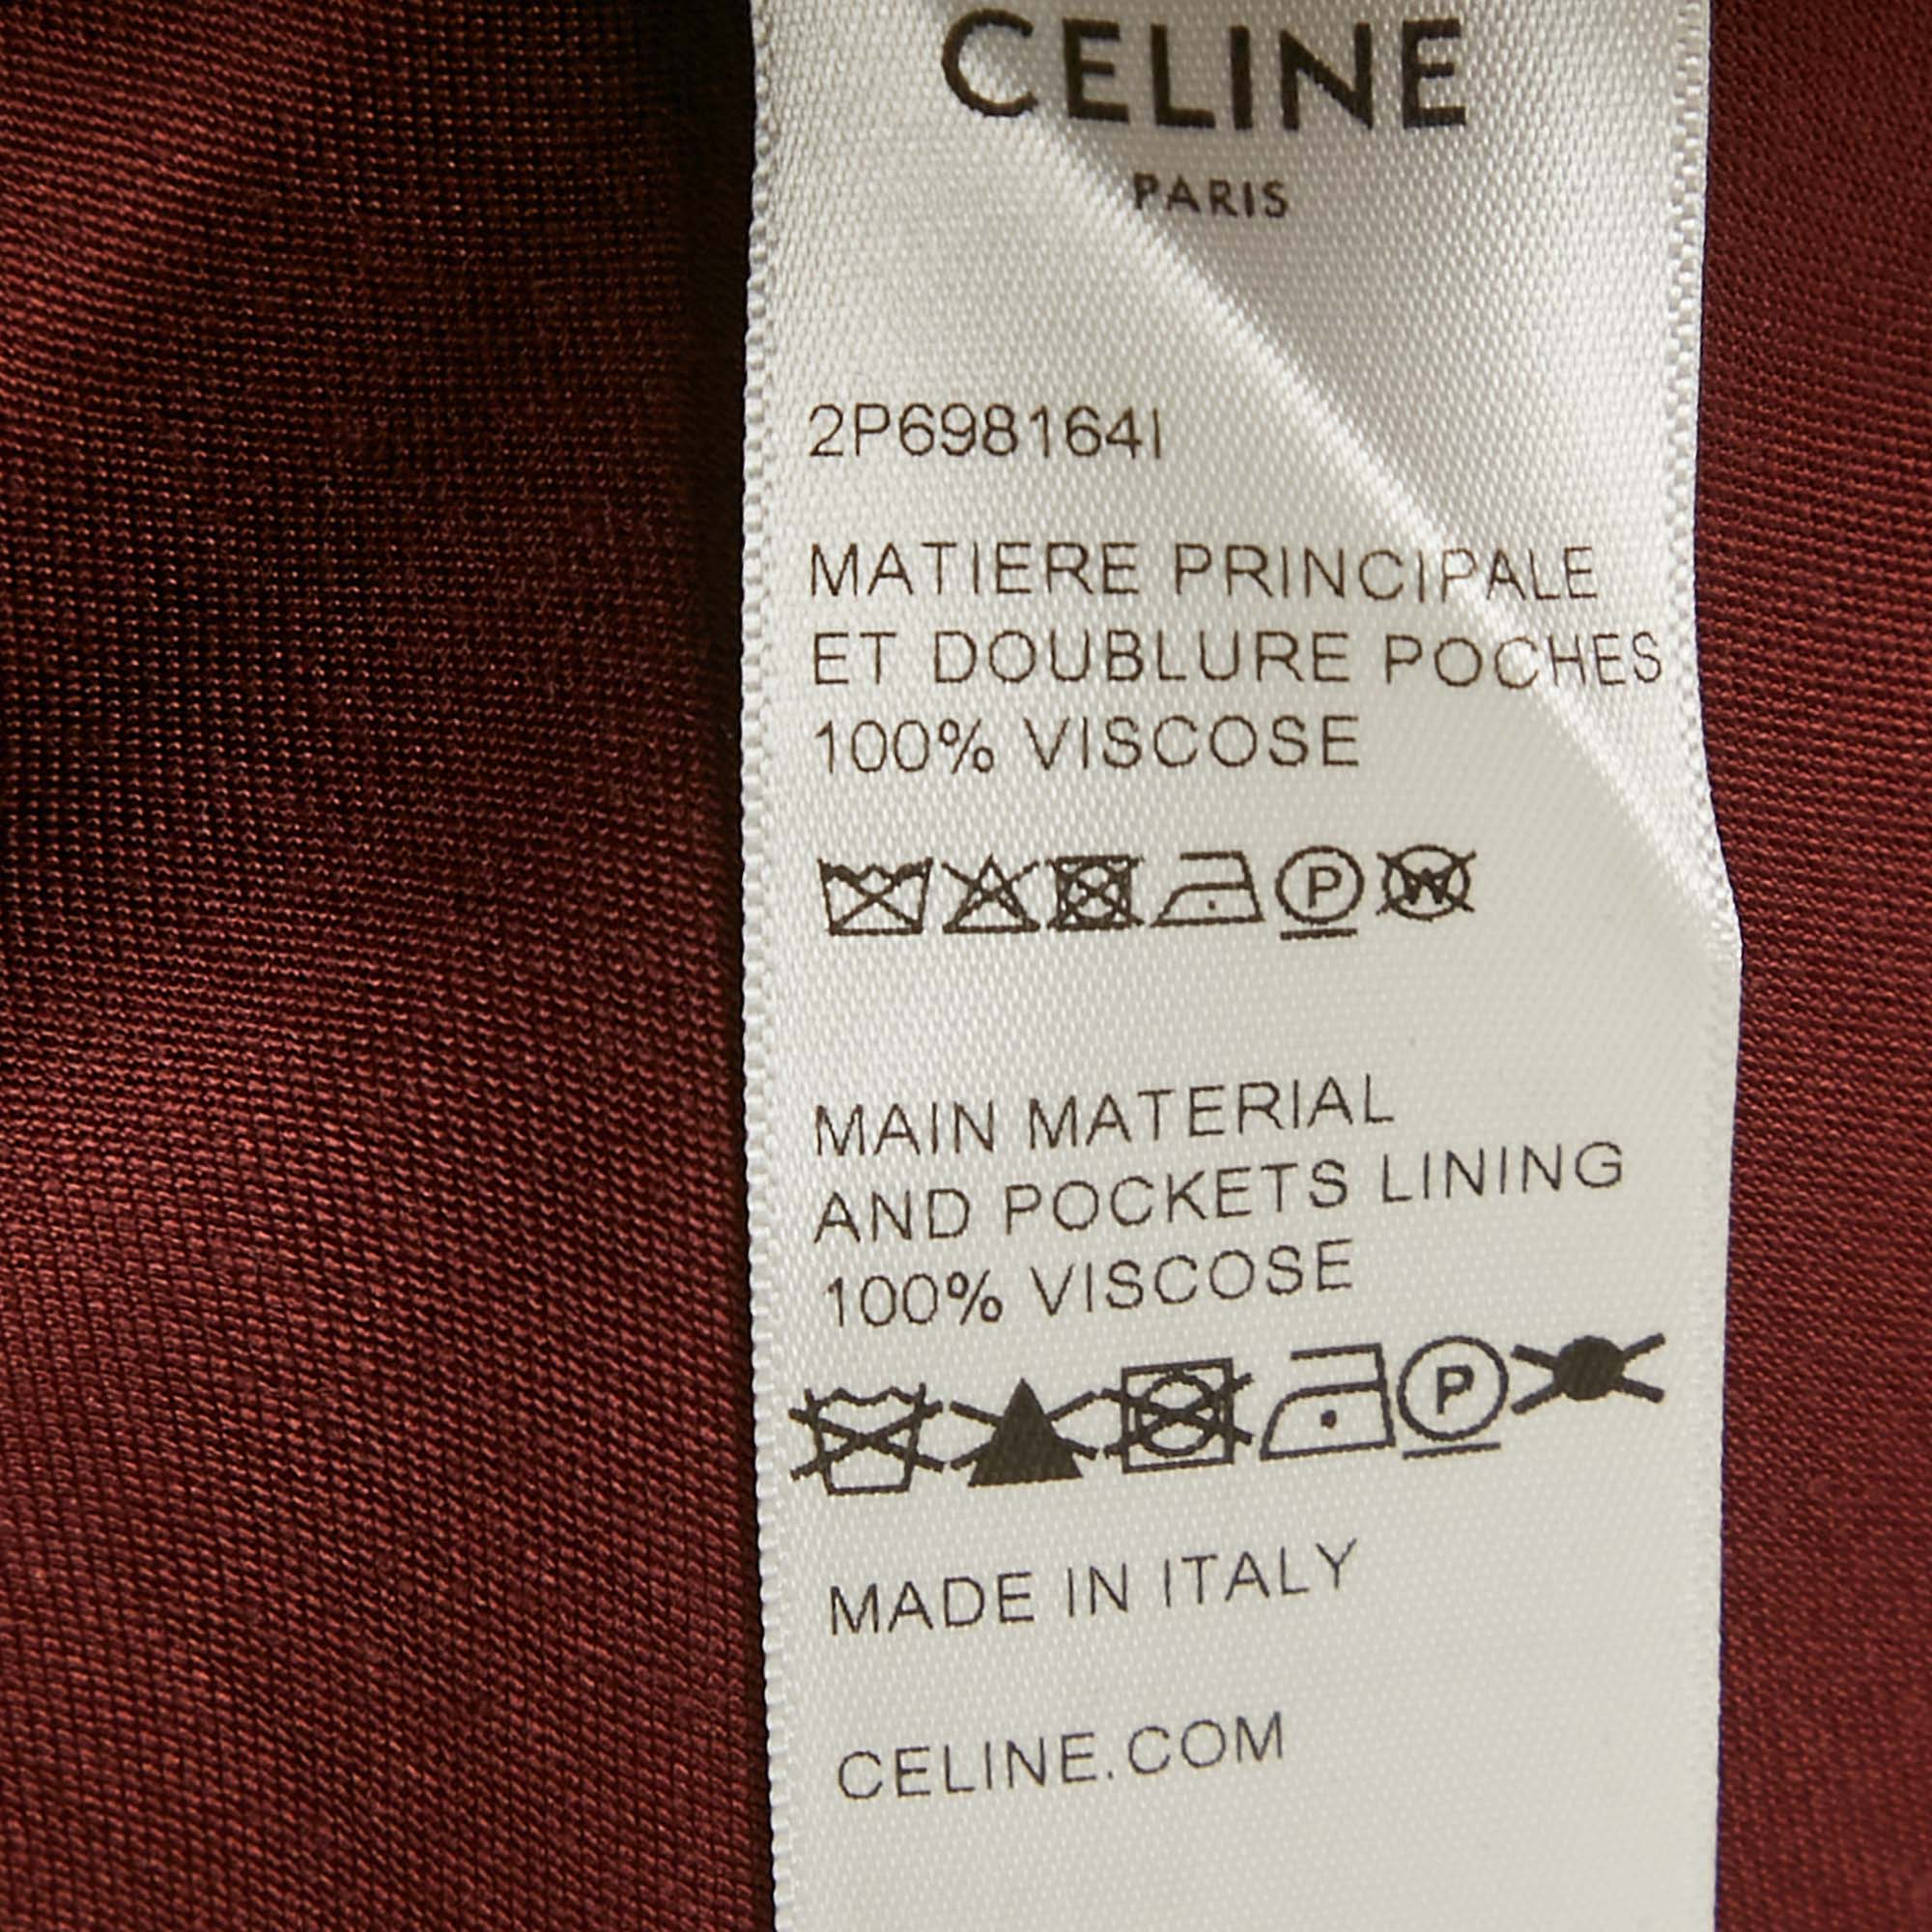 CELINE
PARIS
2P698164I
MATIERE PRINCIPALE
ET DOUBLURE POCHES
100% VISCOSE
P W
MAIN MATERIAL
AND POCKETS LINING
100% VISCOSE
P
MADE IN ITALY
CELINE.COM